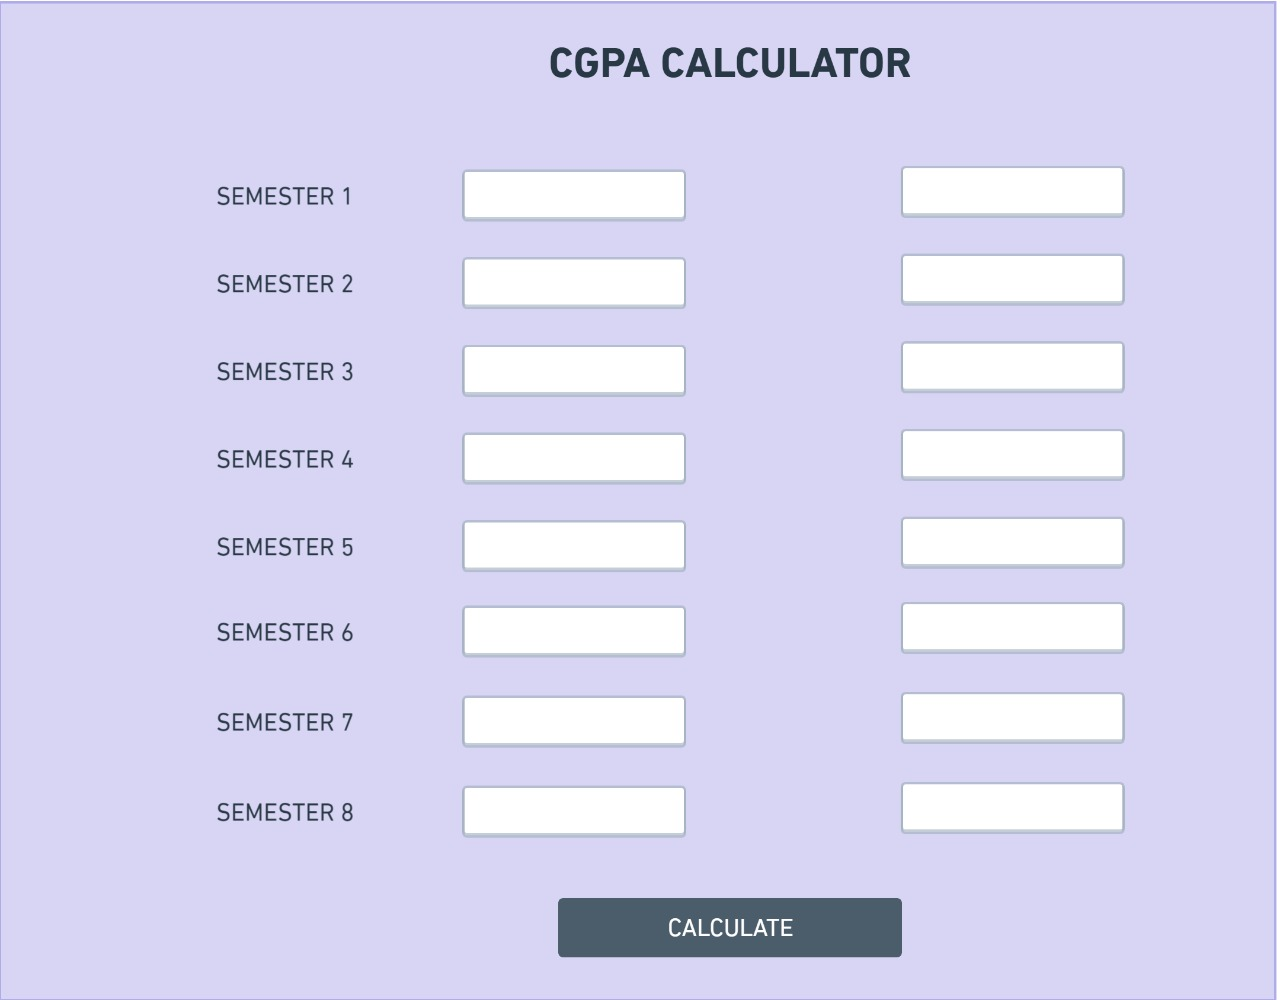 CGPA CALCULATOR
SEMESTER 1
SEMESTER 2
SEMESTER 3
SEMESTER 4
SEMESTER 5
SEMESTER 6
SEMESTER 7
SEMESTER 8
CALCULATE